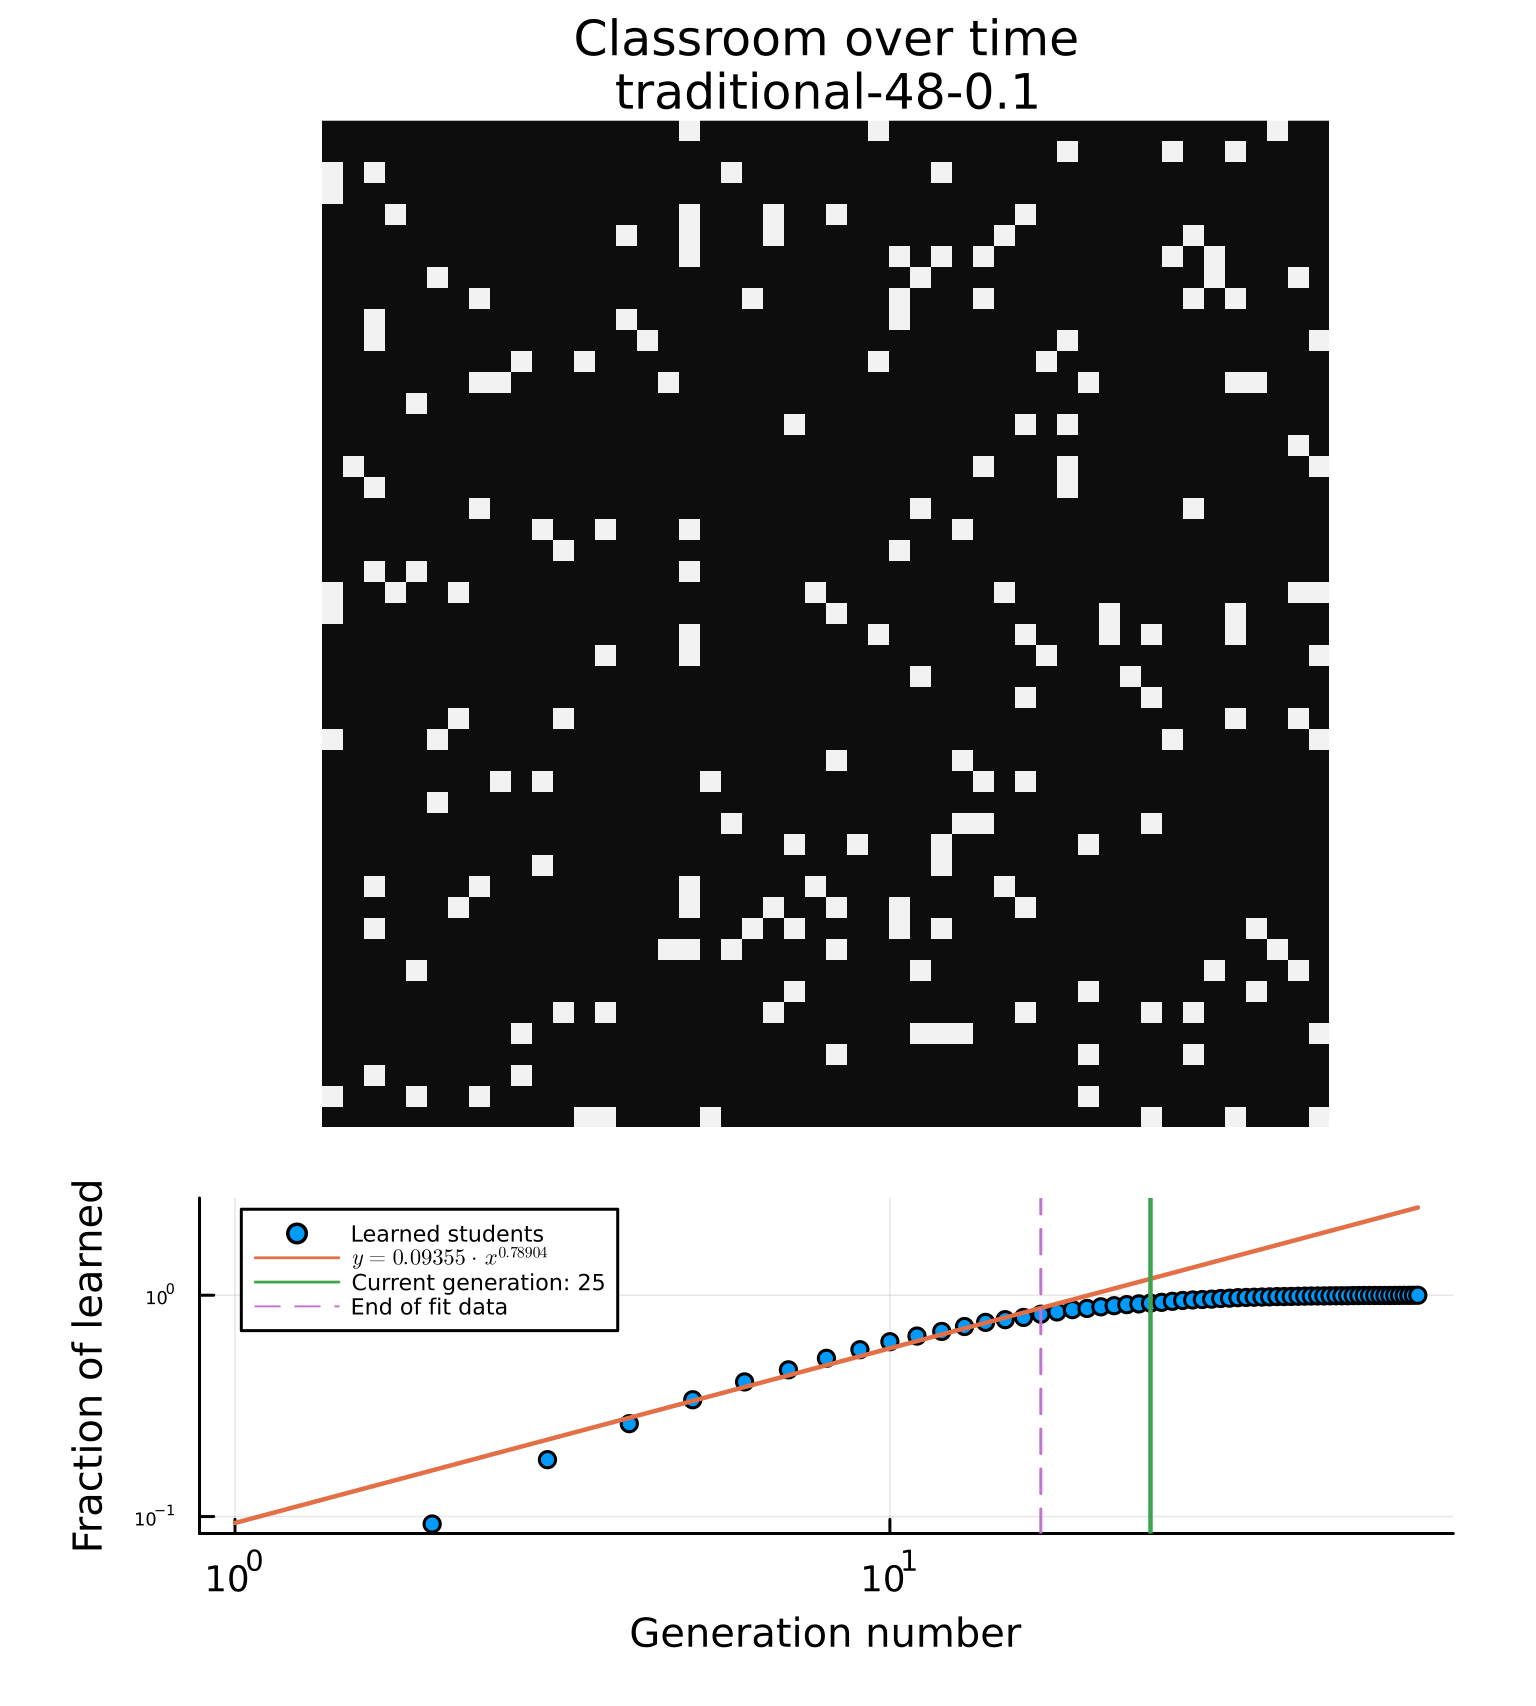 Classroom over time
traditional-48-0.1
Fraction of learned
Learned students
y = 0.09355 · x^0.78904
Current generation: 25
End of fit data
10^0
10^−1
10^0
10^1
Generation number